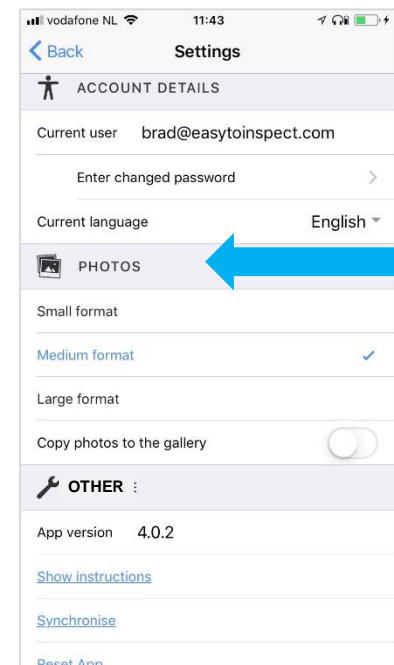 vodafone NL 11:43
Back Settings
ACCOUNT DETAILS
Current user brad@easytoinspect.com
Enter changed password
Current language English
PHOTOS
Small format
Medium format
Large format
Copy photos to the gallery
OTHER :
App version 4.0.2
Show instructions
Synchronise
Reset App